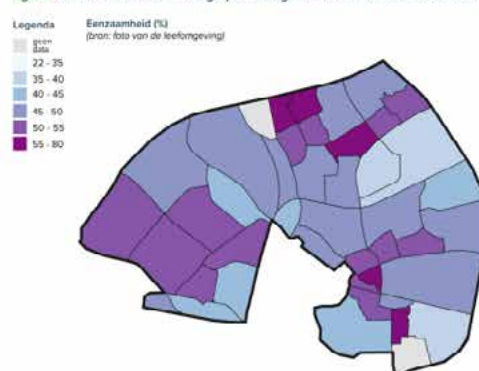 Legenda
Eenzaamheid (%)
(bron: foto van de leefomgeving)
geen
data
22 - 35
35 - 40
40 - 45
45 - 50
50 - 55
55 - 80